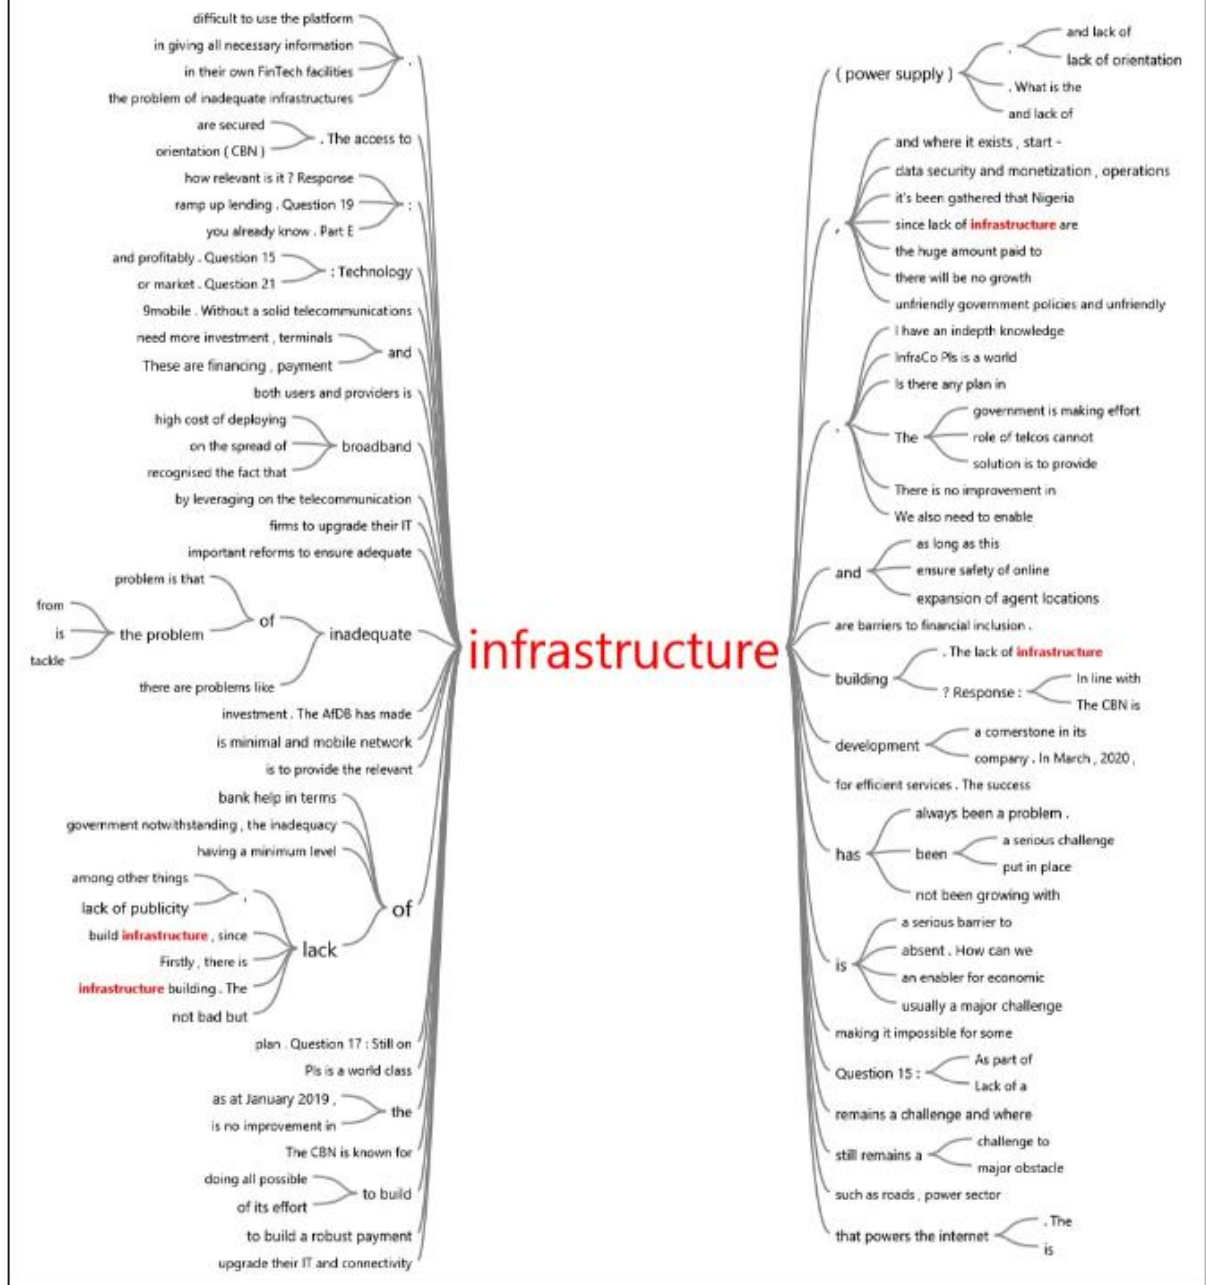 difficult to use the platform
in giving all necessary information
in their own FinTech facilities
the problem of inadequate infrastructures
.
are secured
orientation ( CBN )
. The access to
how relevant is it ? Response
ramp up lending . Question 19
you already know . Part E
:
and profitably . Question 15
or market . Question 21
: Technology
9mobile . Without a solid telecommunications
need more investment , terminals
These are financing , payment
and
both users and providers is
high cost of deploying
on the spread of
recognised the fact that
broadband
by leveraging on the telecommunication
firms to upgrade their IT
important reforms to ensure adequate
problem is that
from
is
tackle
the problem
of
there are problems like
inadequate
investment . The AfDB has made
is minimal and mobile network
is to provide the relevant
bank help in terms
government notwithstanding , the inadequacy
having a minimum level
among other things
lack of publicity
,
build infrastructure , since
Firstly , there is
infrastructure building . The
not bad but
lack
of
plan . Question 17 : Still on
Pls is a world class
as at January 2019 ,
is no improvement in
the
The CBN is known for
doing all possible
of its effort
to build
to build a robust payment
upgrade their IT and connectivity
infrastructure
( power supply )
,
and lack of
lack of orientation
. What is the
and lack of
,
and where it exists , start -
data security and monetization , operations
it's been gathered that Nigeria
since lack of infrastructure are
the huge amount paid to
there will be no growth
unfriendly government policies and unfriendly
.
I have an indepth knowledge
InfraCo Pls is a world
Is there any plan in
The
government is making effort
role of telcos cannot
solution is to provide
There is no improvement in
We also need to enable
and
as long as this
ensure safety of online
expansion of agent locations
are barriers to financial inclusion .
building
. The lack of infrastructure
? Response :
In line with
The CBN is
development
a cornerstone in its
company . In March , 2020 ,
for efficient services . The success
has
always been a problem .
been
a serious challenge
put in place
not been growing with
is
a serious barrier to
absent . How can we
an enabler for economic
usually a major challenge
making it impossible for some
Question 15 :
As part of
Lack of a
remains a challenge and where
still remains a
challenge to
major obstacle
such as roads , power sector
that powers the internet
. The
is